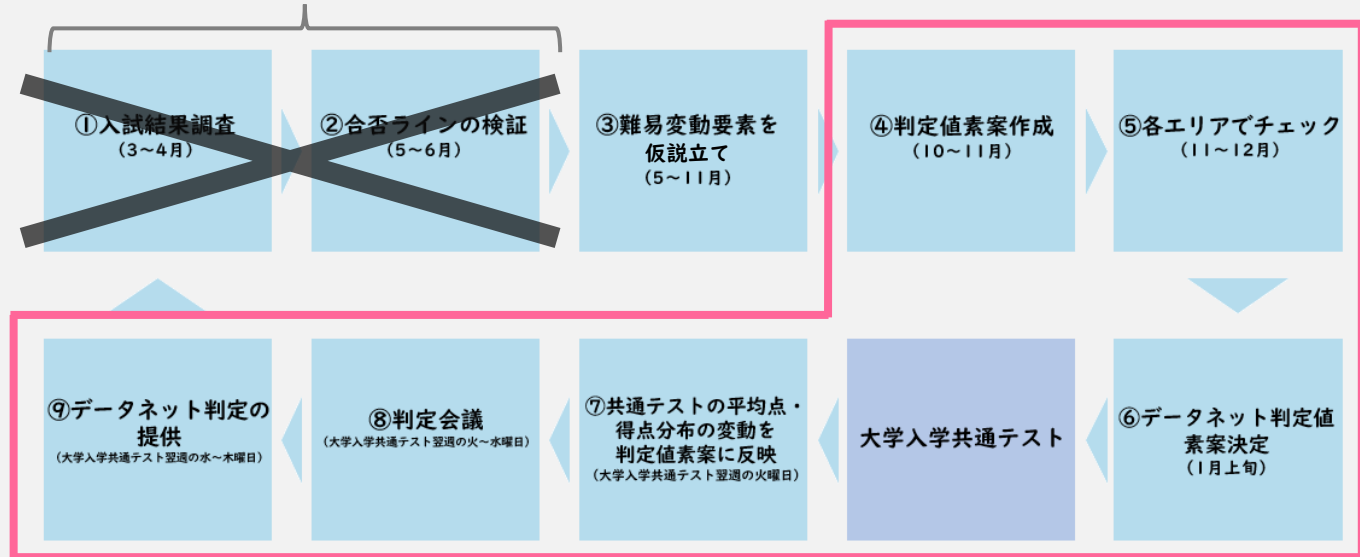 ①入試結果調査
（3～4月）
②合否ラインの検証
（5～6月）
③難易変動要素を
仮説立て
（5～11月）
④判定値素案作成
（10～11月）
⑤各エリアでチェック
（11～12月）
⑥データネット判定値
素案決定
（1月上旬）
大学入学共通テスト
⑦共通テストの平均点・
得点分布の変動を
判定値素案に反映
（大学入学共通テスト翌週の火曜日）
⑧判定会議
（大学入学共通テスト翌週の火～水曜日）
⑨データネット判定の
提供
（大学入学共通テスト翌週の水～木曜日）